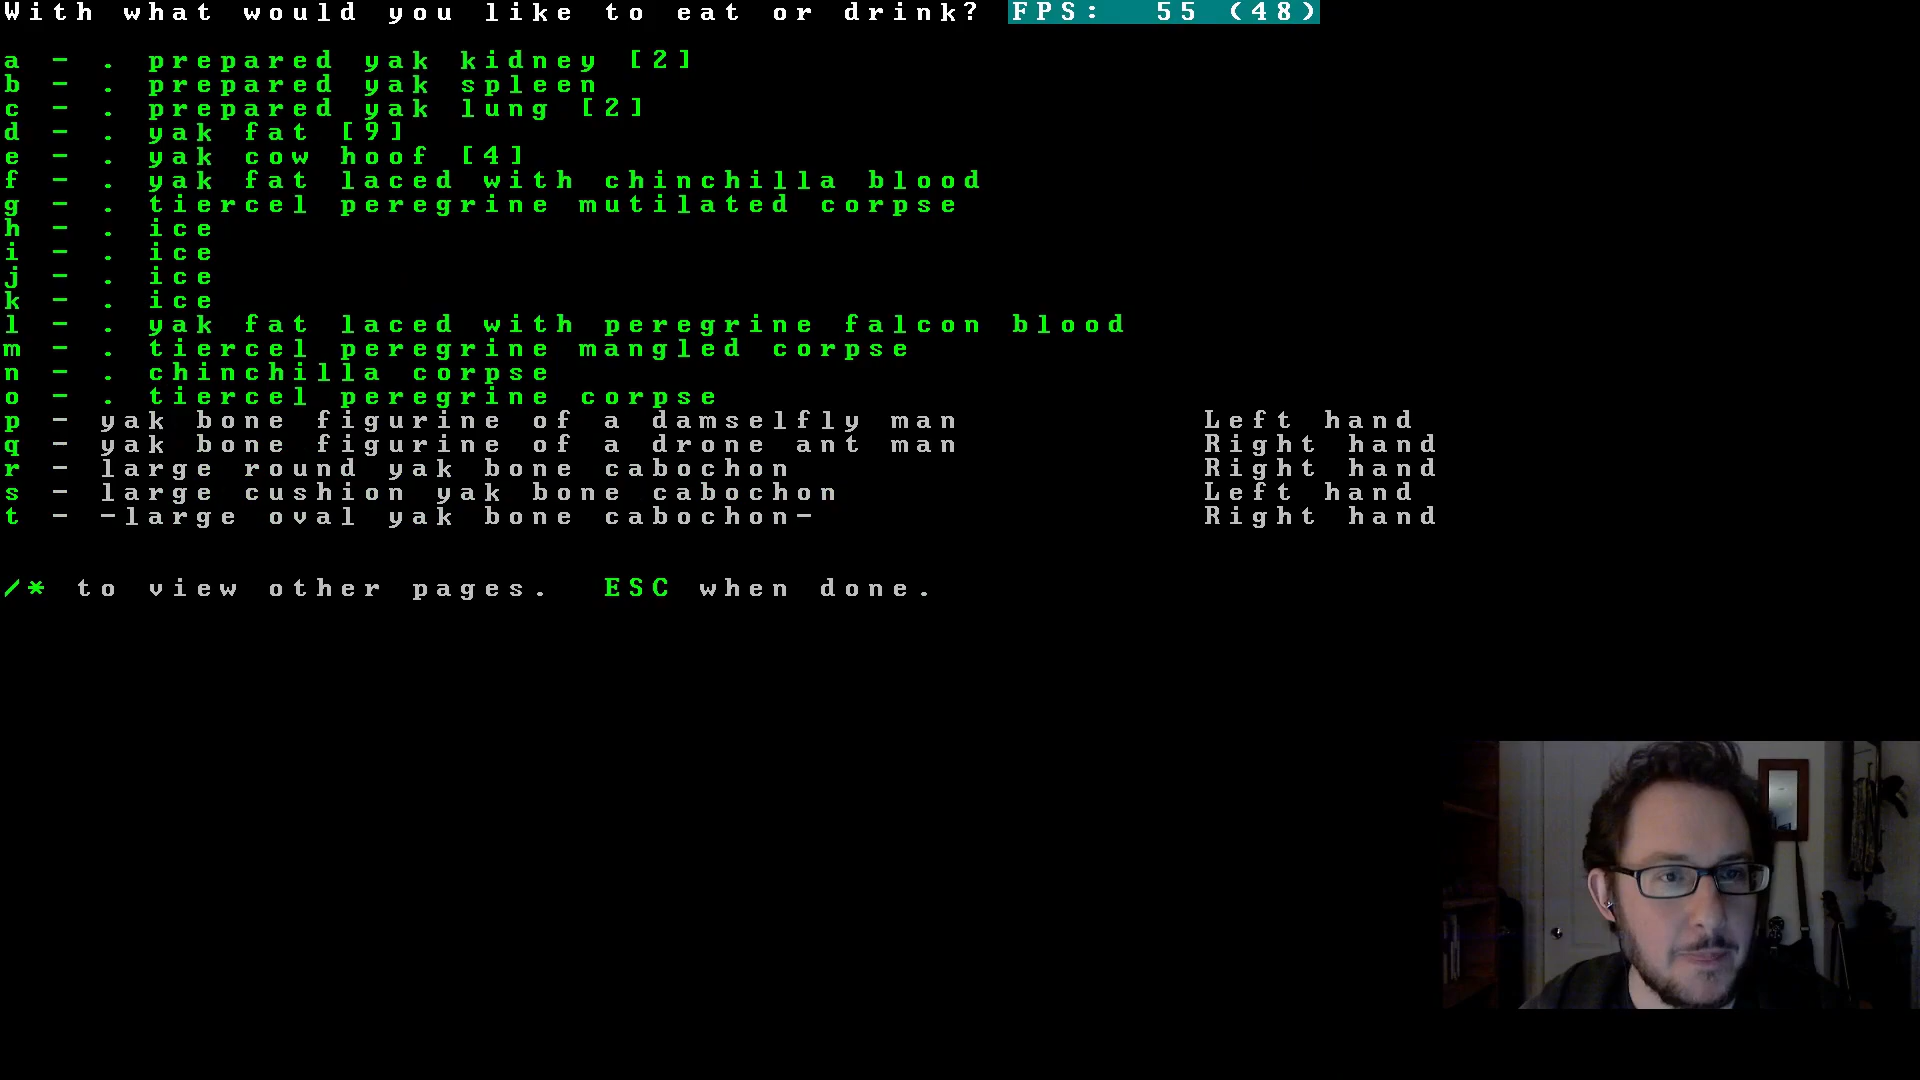 With what would you like to eat or drink? FPS: 55 (48)
a - . prepared yak kidney [2]
b - . prepared yak spleen
c - . prepared yak lung [2]
d - . yak fat [9]
e - . yak cow hoof [4]
f - . yak fat laced with chinchilla blood
g - . tiercel peregrine mutilated corpse
h - . ice
i - . ice
j - . ice
k - . ice
l - . yak fat laced with peregrine falcon blood
m - . tiercel peregrine mangled corpse
n - . chinchilla corpse
o - . tiercel peregrine corpse
p - yak bone figurine of a damselfly man Left hand
q - yak bone figurine of a drone ant man Right hand
r - large round yak bone cabochon Right hand
s - large cushion yak bone cabochon Left hand
t - -large oval yak bone cabochon- Right hand
/* to view other pages. ESC when done.